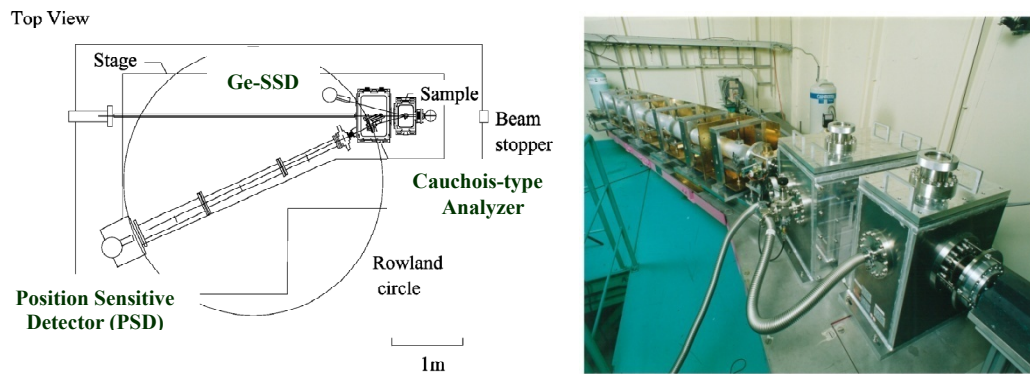 Top View
Stage
Ge-SSD
Sample
Beam
stopper
Cauchois-type
Analyzer
Rowland
circle
Position Sensitive
Detector (PSD)
1m